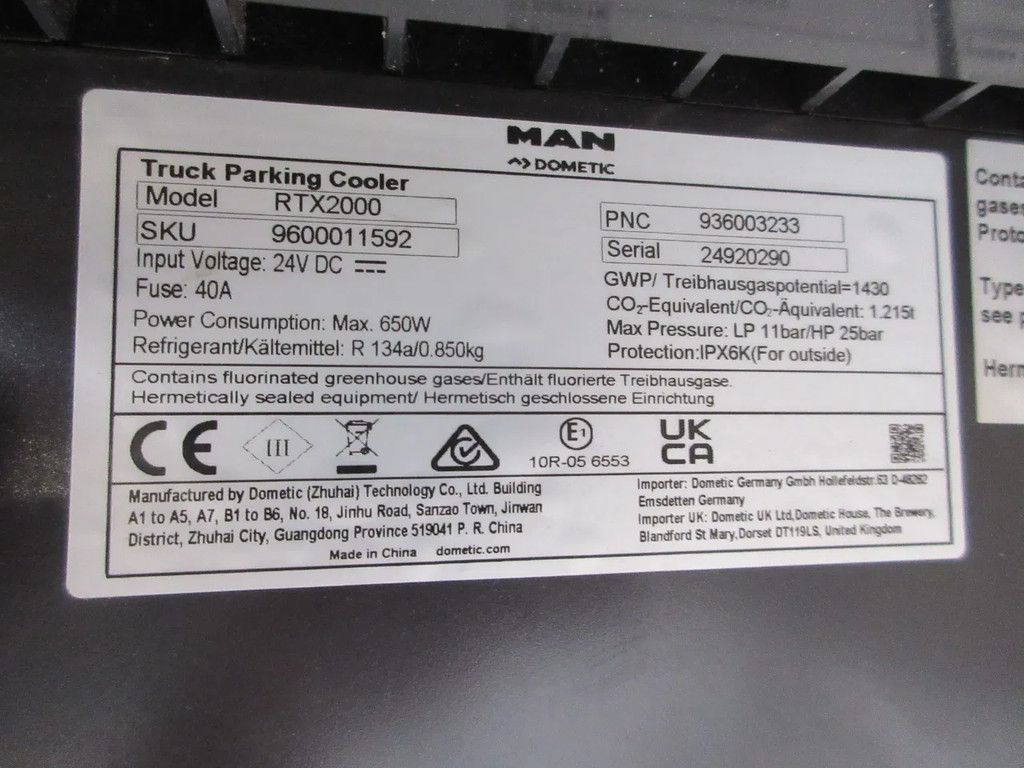 MAN
DOMETIC
Truck Parking Cooler
Model RTX2000
SKU 9600011592
Input Voltage: 24V DC
Fuse: 40A
Power Consumption: Max. 650W
Refrigerant/Kältemittel: R 134a/0.850kg
PNC 936003233
Serial 24920290
GWP/ Treibhausgaspotential=1430
CO₂-Equivalent/CO₂-Äquivalent: 1.215t
Max Pressure: LP 11bar/HP 25bar
Protection:IPX6K(For outside)
Contains fluorinated greenhouse gases/Enthält fluorierte Treibhausgase.
Hermetically sealed equipment/ Hermetisch geschlossene Einrichtung
CE
III
E1
10R-05 6553
UK
CA
Manufactured by Dometic (Zhuhai) Technology Co., Ltd. Building
A1 to A5, A7, B1 to B6, No. 18, Jinhu Road, Sanzao Town, Jinwan
District, Zhuhai City, Guangdong Province 519041 P. R. China
Made in China dometic.com
Importer: Dometic Germany Gmbh Hollefeldstr.63 D-48282
Emsdetten Germany
Importer UK: Dometic UK Ltd,Dometic House, The Brewery,
Blandford St Mary,Dorset DT119LS, United Kingdom
Conta
gases
Proto
Type
see p
Herm